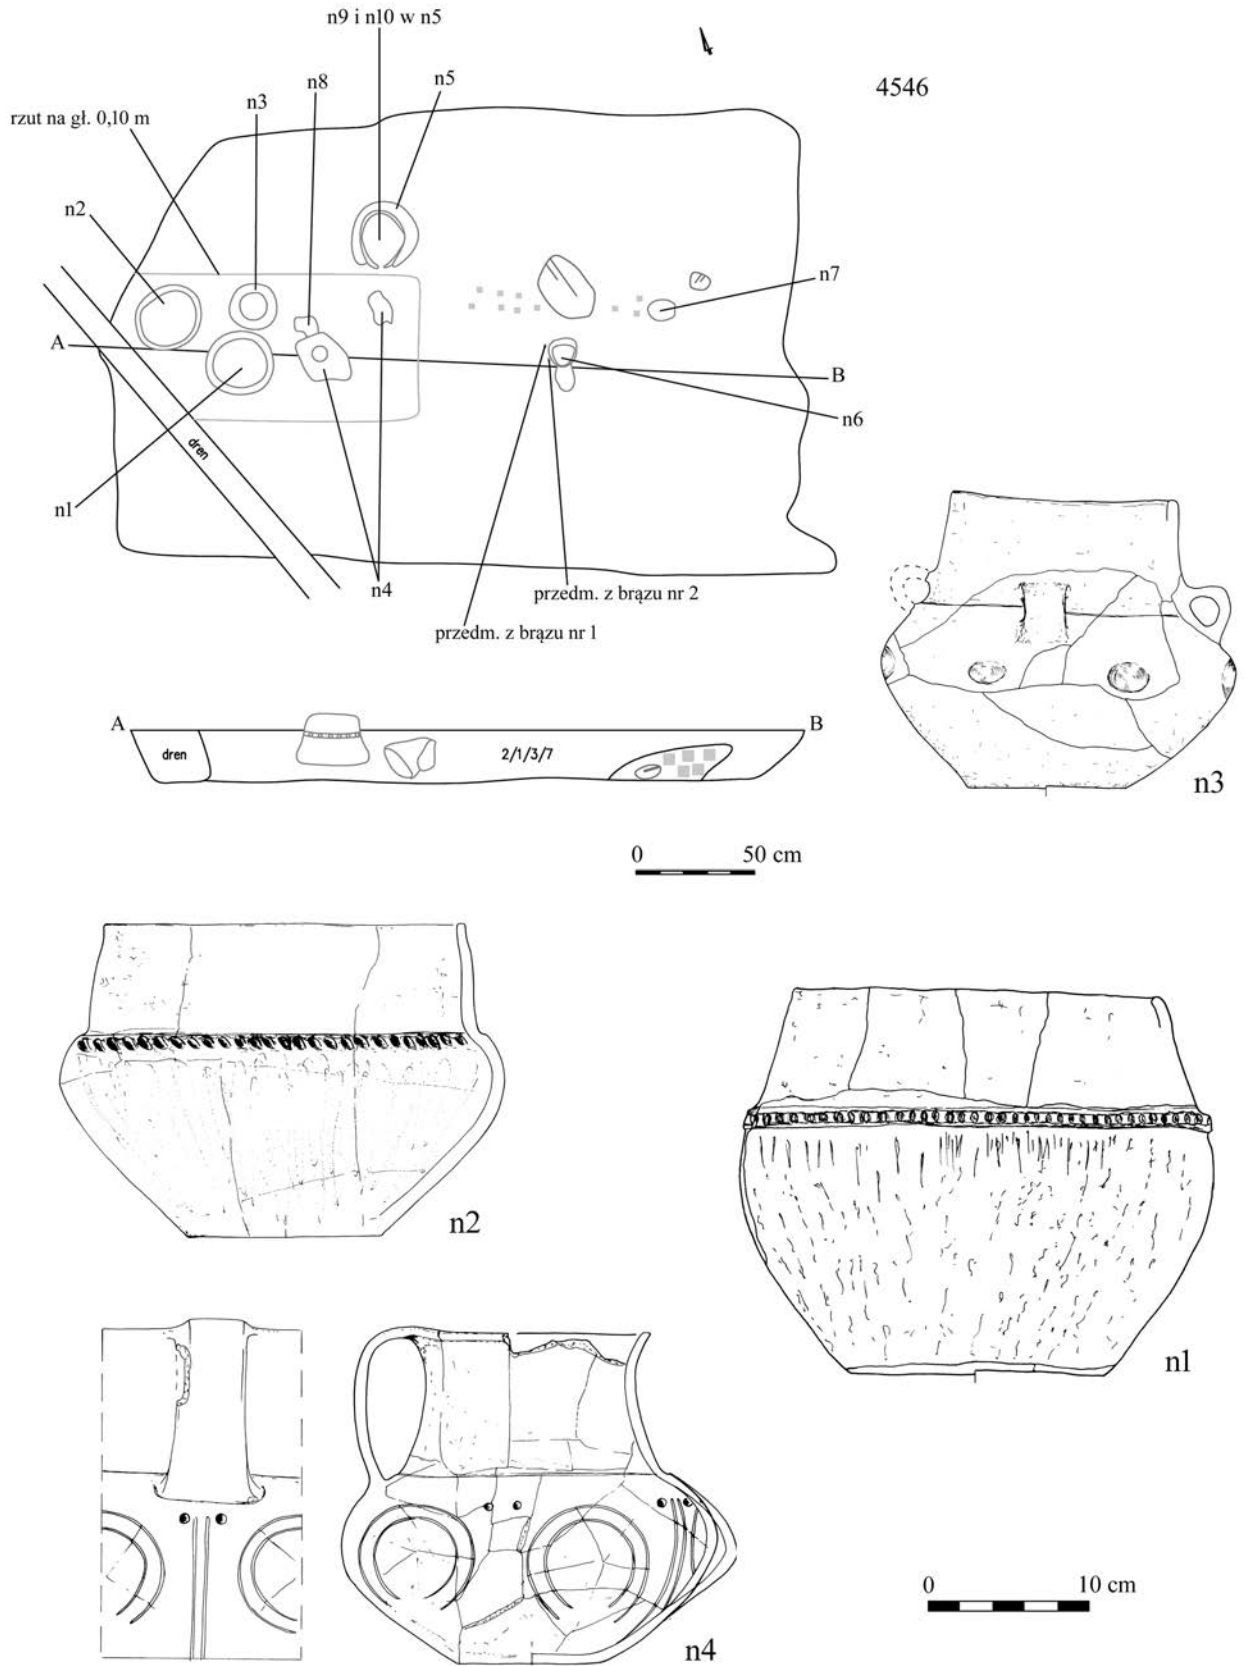 n9 i n10 w n5
4546
n8
n5
n3
rzut na gł. 0,10 m
n2
n7
A
B
n6
dren
n1
n4
przedm. z brązu nr 2
przedm. z brązu nr 1
A
B
dren
2/1/3/7
n3
0
50 cm
n2
n1
n4
0
10 cm